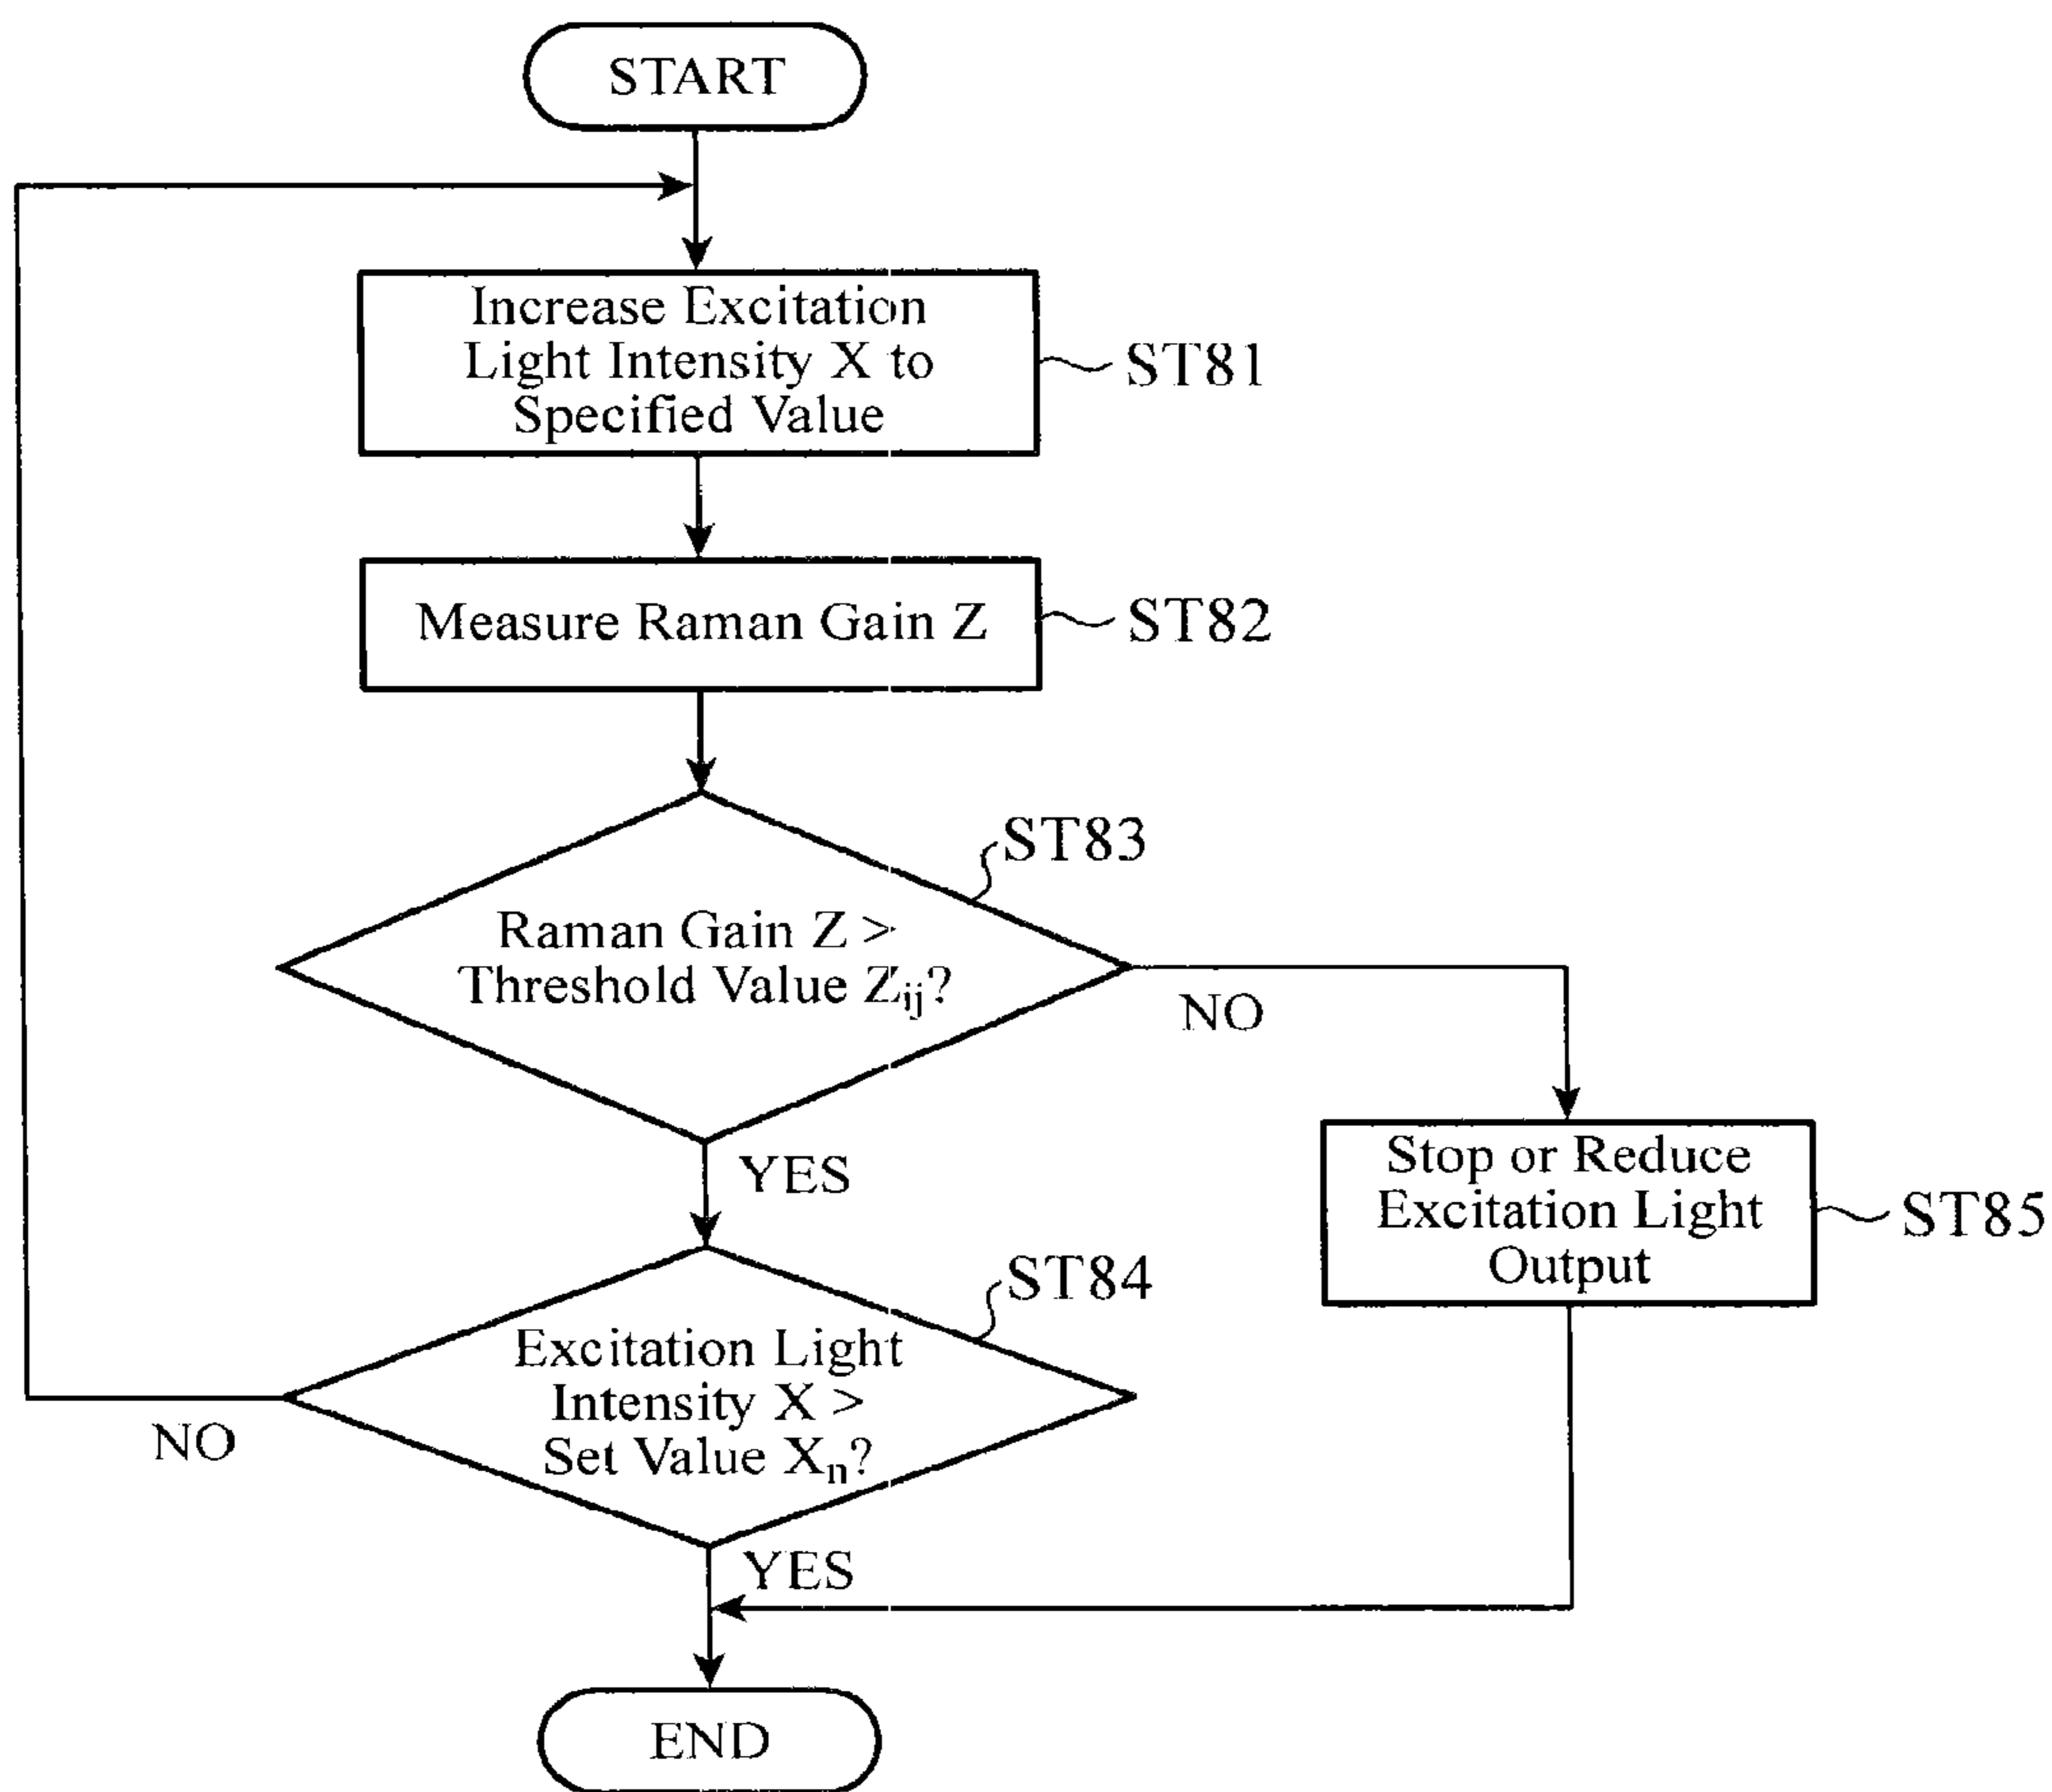 START
Increase Excitation
Light Intensity X to
Specified Value
ST81
Measure Raman Gain Z
ST82
ST83
Raman Gain Z >
Threshold Value Zij?
NO
YES
Stop or Reduce
Excitation Light
Output
ST85
ST84
Excitation Light
Intensity X >
Set Value Xn?
NO
YES
END